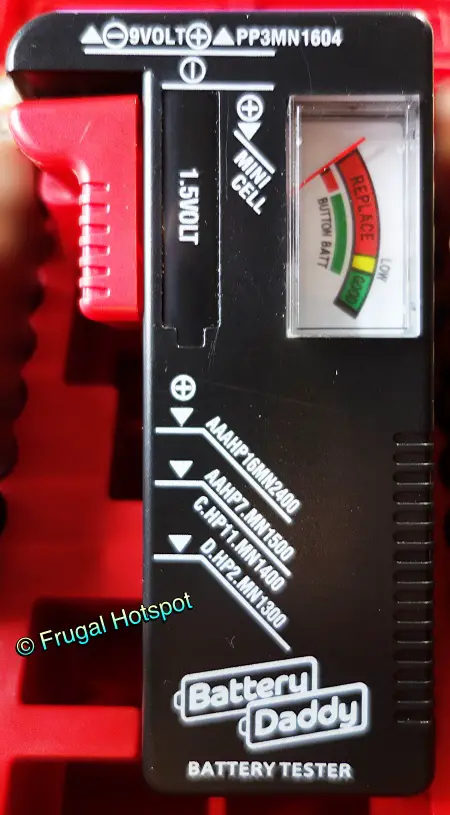 9VOLT PP3MN1604
MINI
CELL
1.5VOLT
REPLACE
LOW
GOOD
BUTTON BATT
AAAHP16MN2400
AAHP7.MN1500
C.HP11.MN1400
D.HP2.MN1300
© Frugal Hotspot
Battery
Daddy
BATTERY TESTER